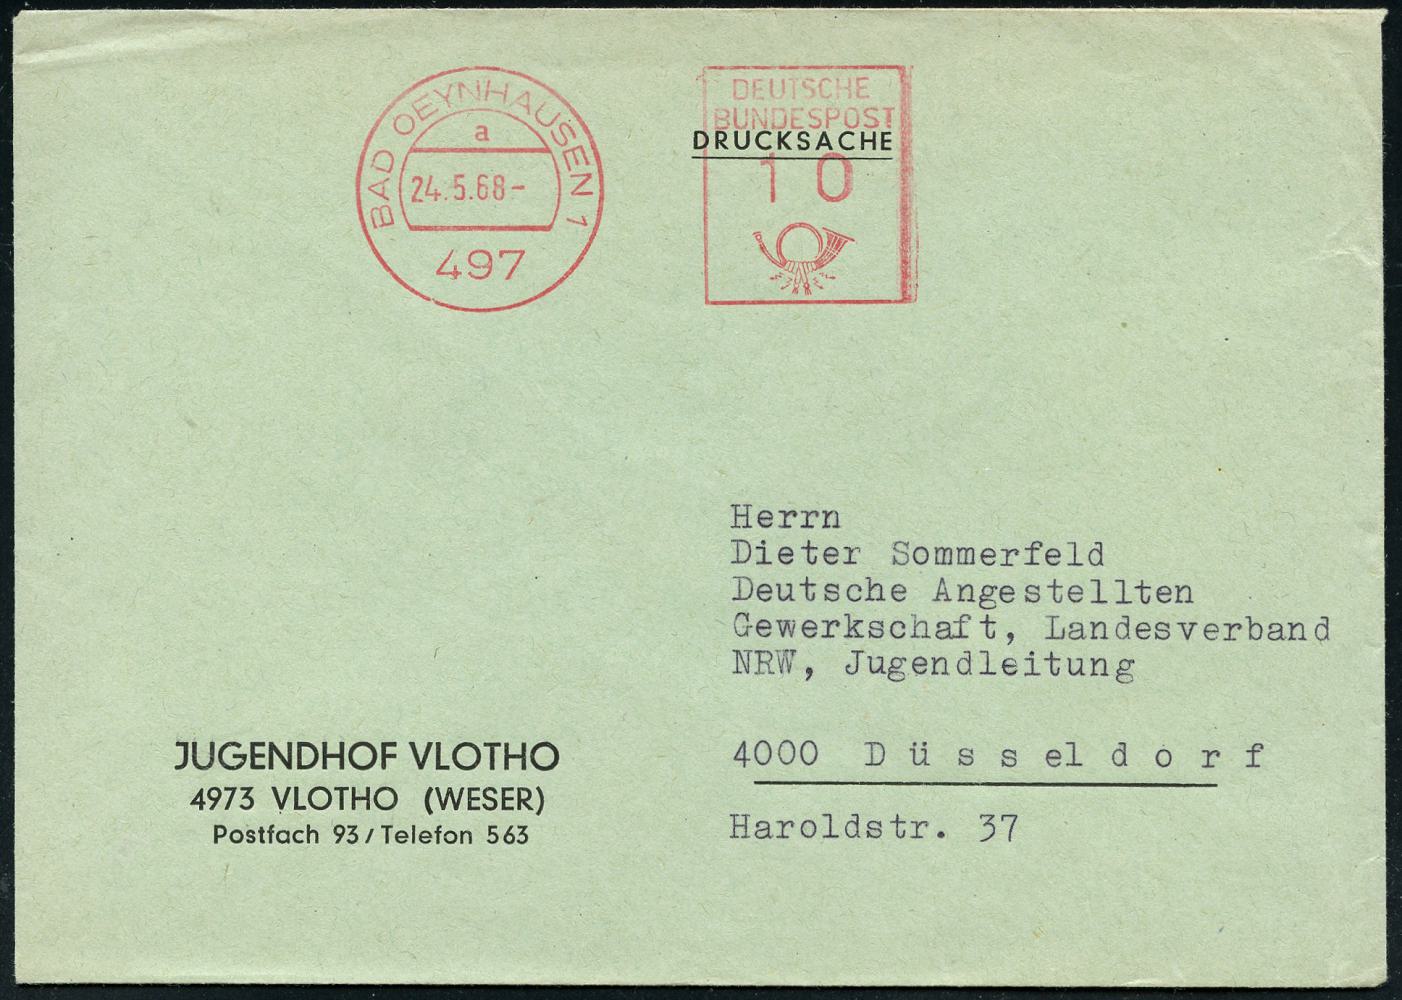 BAD OEYNHAUSEN 1
a
24.5.68-
497
DEUTSCHE
BUNDESPOST
DRUCKSACHE
10
Herrn
Dieter Sommerfeld
Deutsche Angestellten
Gewerkschaft, Landesverband
NRW, Jugendleitung
4000 Düsseldorf
Haroldstr. 37
JUGENDHOF VLOTHO
4973 VLOTHO (WESER)
Postfach 93/Telefon 563